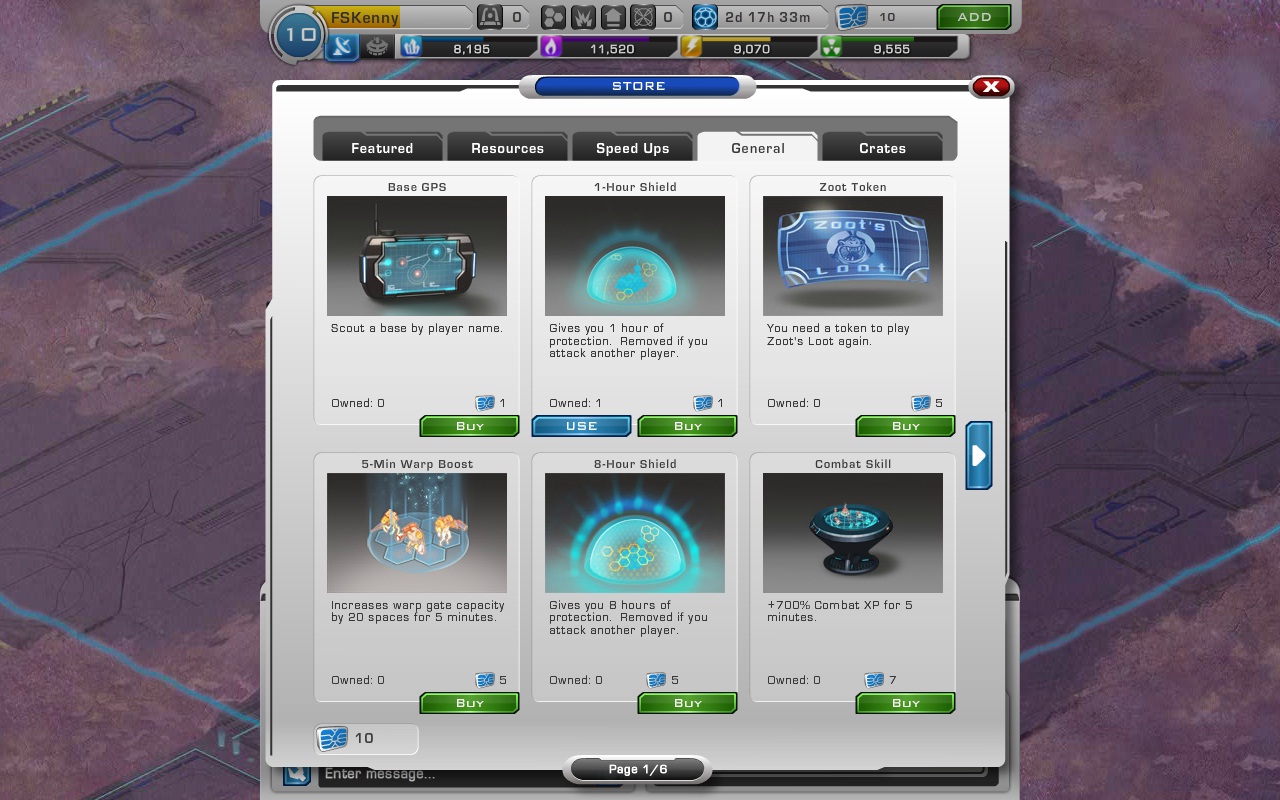 10
FSKenny
0
0
2d 17h 33m
10
ADD
8,195
11,520
9,070
9,555
STORE
X
Featured
Resources
Speed Ups
General
Crates
Base GPS
Scout a base by player name.
Owned: 0
1
BUY
1-Hour Shield
Gives you 1 hour of
protection. Removed if you
attack another player.
Owned: 1
1
USE
BUY
Zoot Token
Zoot's
Loot
You need a token to play
Zoot's Loot again.
Owned: 0
5
BUY
5-Min Warp Boost
Increases warp gate capacity
by 20 spaces for 5 minutes.
Owned: 0
5
BUY
8-Hour Shield
Gives you 8 hours of
protection. Removed if you
attack another player.
Owned: 0
5
BUY
Combat Skill
+700% Combat XP for 5
minutes.
Owned: 0
7
BUY
10
Page 1/6
Enter message...